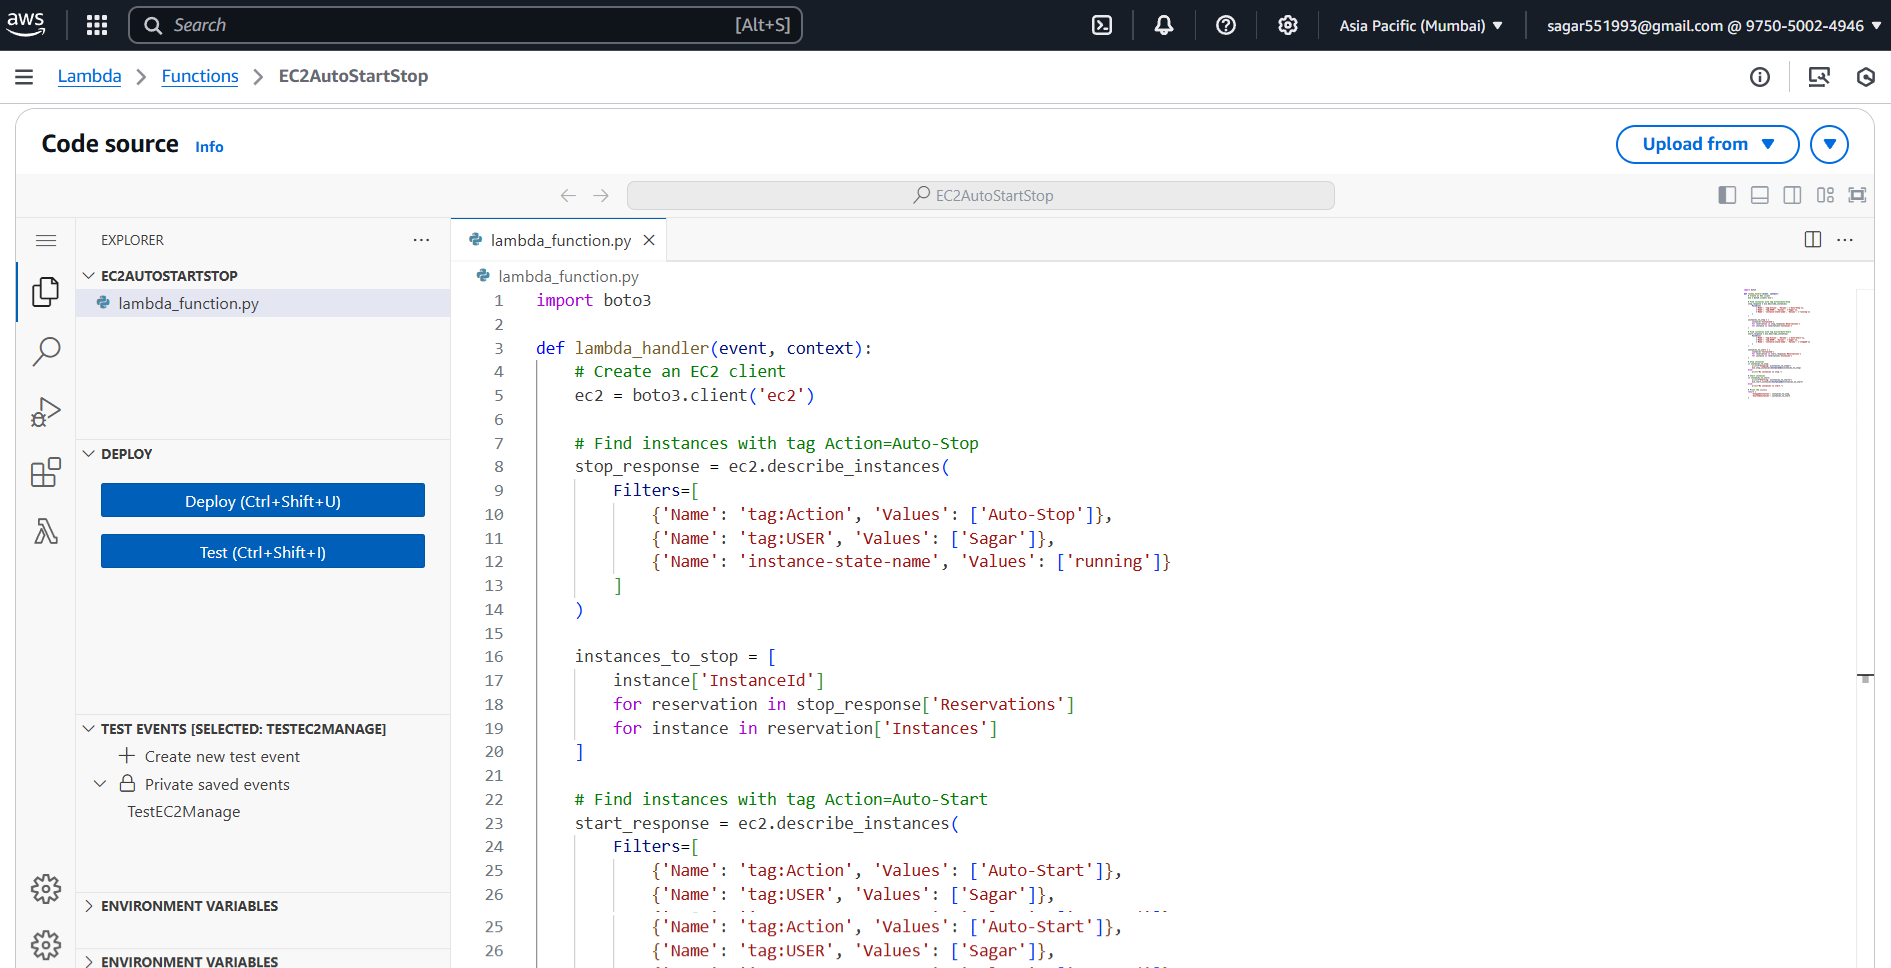 aws
Search [Alt+S]
Asia Pacific (Mumbai)
sagar551993@gmail.com @ 9750-5002-4946
Lambda
Functions
EC2AutoStartStop
Code source Info
Upload from
EC2AutoStartStop
EXPLORER
EC2AUTOSTARTSTOP
lambda_function.py
DEPLOY
Deploy (Ctrl+Shift+U)
Test (Ctrl+Shift+I)
TEST EVENTS [SELECTED: TESTEC2MANAGE]
Create new test event
Private saved events
TestEC2Manage
ENVIRONMENT VARIABLES
ENVIRONMENT VARIABLES
lambda_function.py
lambda_function.py
1 import boto3
2
3 def lambda_handler(event, context):
4 # Create an EC2 client
5 ec2 = boto3.client('ec2')
6
7 # Find instances with tag Action=Auto-Stop
8 stop_response = ec2.describe_instances(
9 Filters=[
10 {'Name': 'tag:Action', 'Values': ['Auto-Stop']},
11 {'Name': 'tag:USER', 'Values': ['Sagar']},
12 {'Name': 'instance-state-name', 'Values': ['running']}
13 ]
14 )
15
16 instances_to_stop = [
17 instance['InstanceId']
18 for reservation in stop_response['Reservations']
19 for instance in reservation['Instances']
20 ]
21
22 # Find instances with tag Action=Auto-Start
23 start_response = ec2.describe_instances(
24 Filters=[
25 {'Name': 'tag:Action', 'Values': ['Auto-Start']},
26 {'Name': 'tag:USER', 'Values': ['Sagar']},
25 {'Name': 'tag:Action', 'Values': ['Auto-Start']},
26 {'Name': 'tag:USER', 'Values': ['Sagar']},